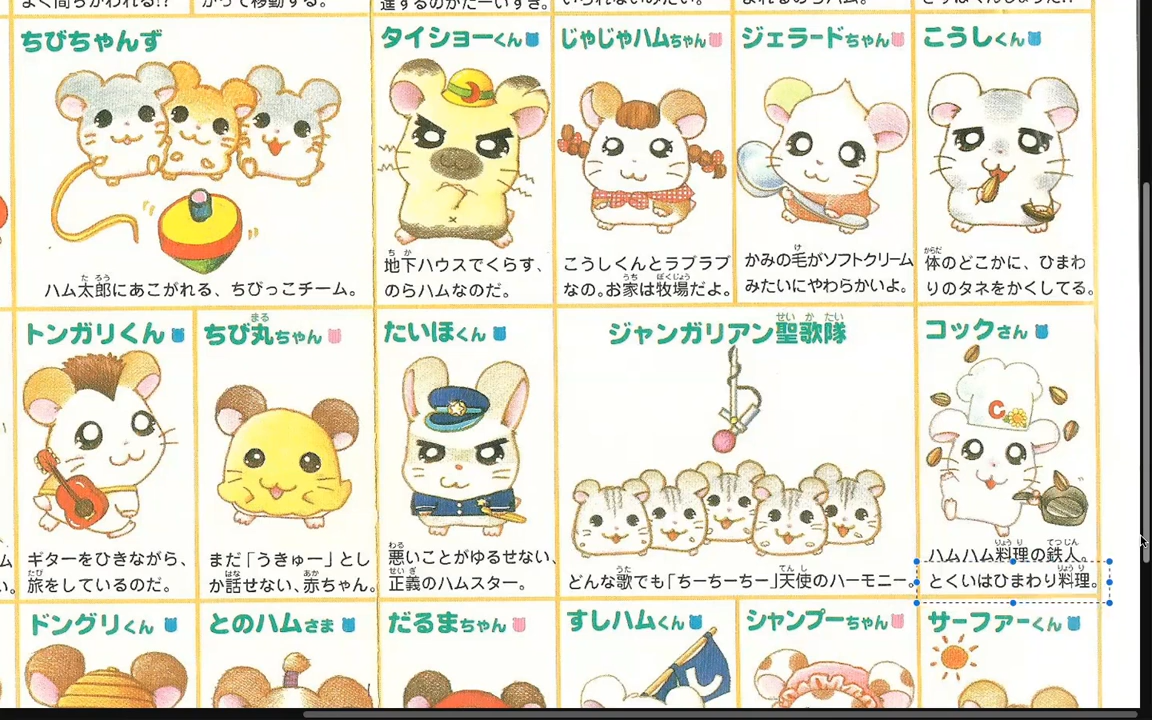 ちびちゃんず
ハム太郎にあこがれる、ちびっこチーム。
タイショーくん
地下ハウスでくらす、
のらハムなのだ。
じゃじゃハムちゃん
こうしくんとラブラブ
なの。お家は牧場だよ。
ジェラードちゃん
かみの毛がソフトクリーム
みたいにやわらかいよ。
こうしくん
体のどこかに、ひまわ
りのタネをかくしてる。
トンガリくん
ギターをひきながら、
旅をしているのだ。
ちび丸ちゃん
まだ「うきゅー」とし
か話せない、赤ちゃん。
たいほくん
悪いことがゆるせない、
正義のハムスター。
ジャンガリアン聖歌隊
どんな歌でも「ちーちーちー」天使のハーモニー。
コックさん
C
ハムハム料理の鉄人。
とくいはひまわり料理。
ドングリくん
とのハムさま
だるまちゃん
すしハムくん
し
シャンプーちゃん
サーファーくん